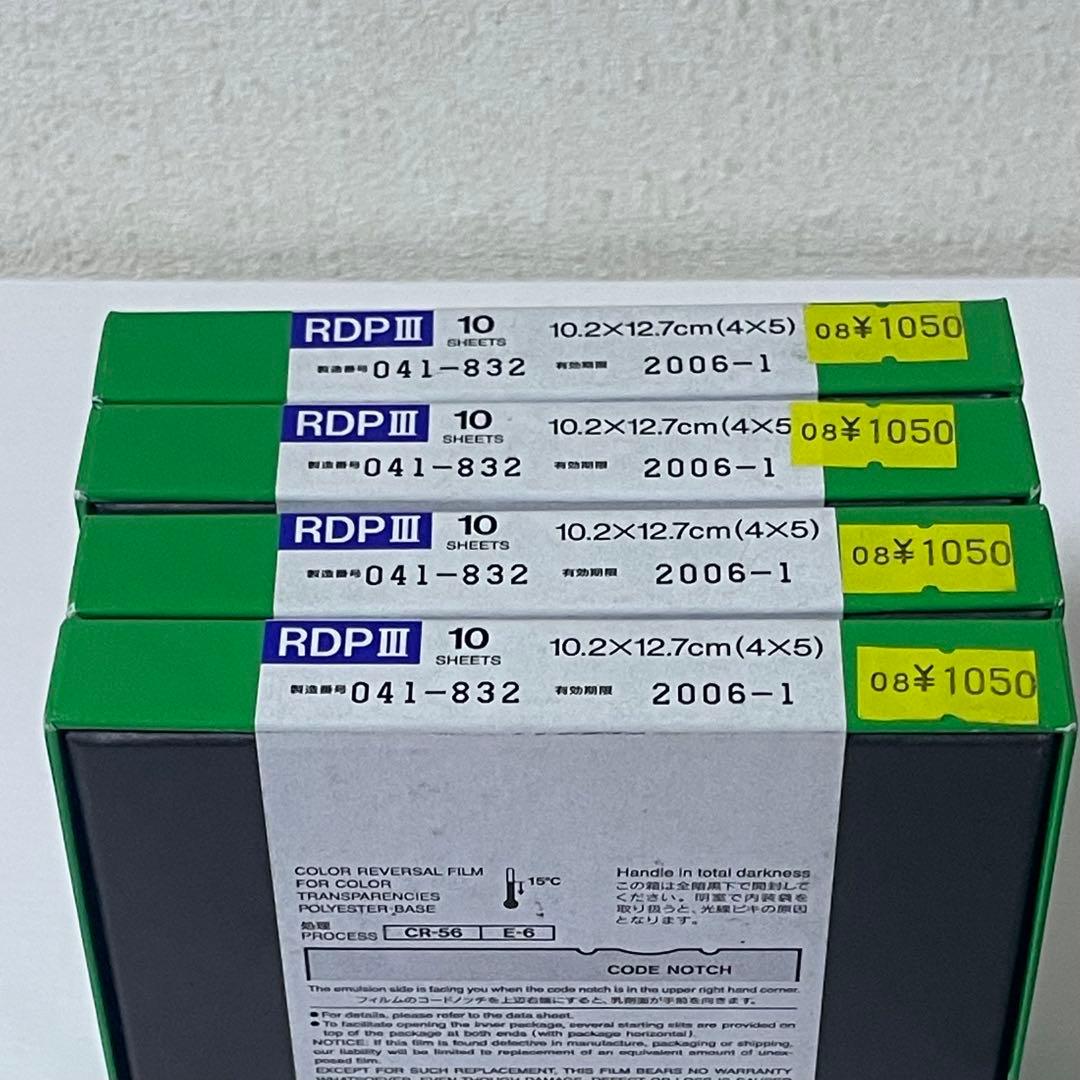 RDPⅢ 10 SHEETS 10.2×12.7cm(4×5) 08¥1050
製造番号 041-832 有効期限 2006-1
RDPⅢ 10 SHEETS 10.2×12.7cm(4×5 08¥1050
製造番号 041-832 有効期限 2006-1
RDPⅢ 10 SHEETS 10.2×12.7cm(4×5) 08¥1050
製造番号 041-832 有効期限 2006-1
RDPⅢ 10 SHEETS 10.2×12.7cm(4×5) 08¥1050
製造番号 041-832 有効期限 2006-1
COLOR REVERSAL FILM
FOR COLOR
TRANSPARENCIES
POLYESTER BASE
15°C
処理
PROCESS CR-56 E-6
Handle in total darkness
この箱は全暗黒下で開封して
ください。明室で内装袋を
取り扱うと、光線ビキの原因
となります。
CODE NOTCH
The emulsion side is facing you when the code notch is in the upper right hand corner.
フィルムのコードノッチを上辺右端にすると、乳剤面が手前を向きます。
● For details, please refer to the data sheet.
● To facilitate opening the inner package, several starting slits are provided on
top of the package at both ends (with package horizontal).
NOTICE: If this film is found defective in manufacture, packaging or shipping,
our liability will be limited to replacement of an equivalent amount of unex-
posed film.
EXCEPT FOR SUCH REPLACEMENT, THIS FILM BEARS NO WARRANTY